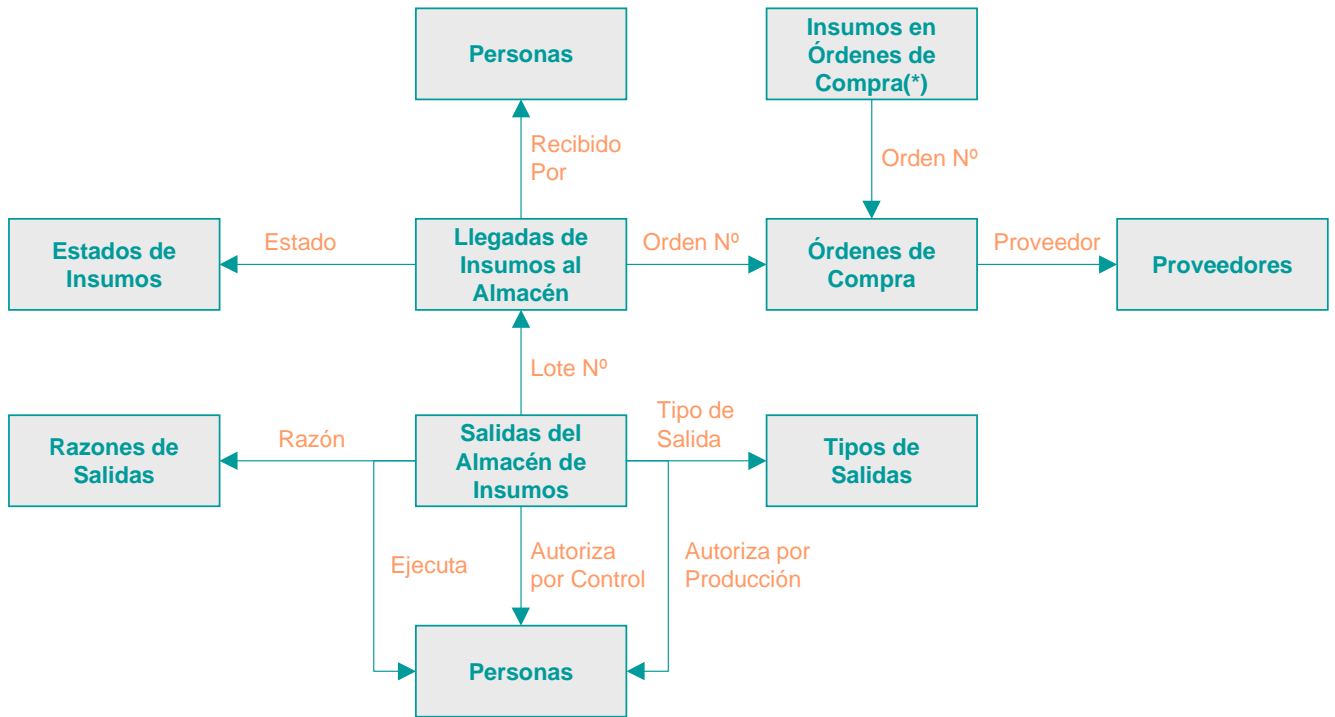 Personas
Insumos en
Órdenes de
Compra(*)
Recibido
Por
Orden Nº
Estados de
Insumos
Estado
Llegadas de
Insumos al
Almacén
Orden Nº
Órdenes de
Compra
Proveedor
Proveedores
Lote Nº
Razones de
Salidas
Razón
Salidas del
Almacén de
Insumos
Tipo de
Salida
Tipos de
Salidas
Ejecuta
Autoriza
por Control
Autoriza por
Producción
Personas